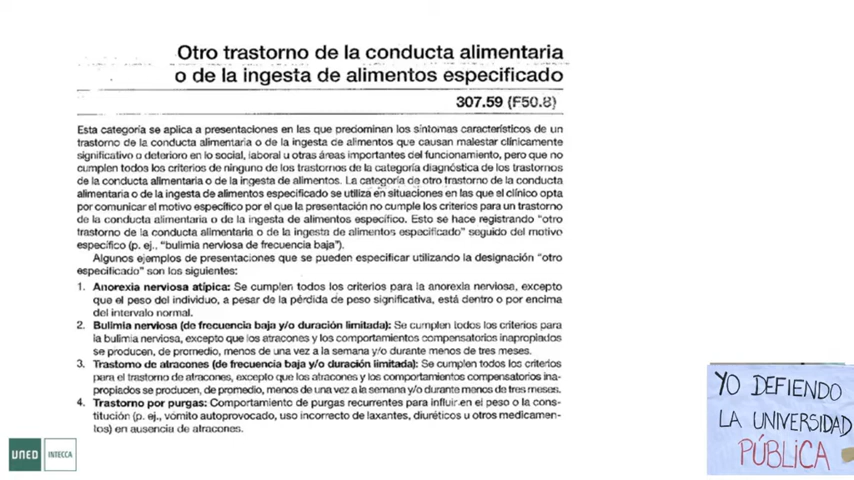 Otro trastorno de la conducta alimentaria
o de la ingesta de alimentos especificado
307.59 (F50.8)
Esta categoría se aplica a presentaciones en las que predominan los síntomas característicos de un
trastorno de la conducta alimentaria o de la ingesta de alimentos que causan malestar clínicamente
significativo o deterioro en lo social, laboral u otras áreas importantes del funcionamiento, pero que no
cumplen todos los criterios de ninguno de los trastornos de la categoría diagnóstica de los trastornos
de la conducta alimentaria o de la ingesta de alimentos. La categoría de otro trastorno de la conducta
alimentaria o de la ingesta de alimentos especificado se utiliza en situaciones en las que el clínico opta
por comunicar el motivo específico por el que la presentación no cumple los criterios para un trastorno
de la conducta alimentaria o de la ingesta de alimentos específico. Esto se hace registrando “otro
trastorno de la conducta alimentaria o de la ingesta de alimentos especificado” seguido del motivo
específico (p. ej., “bulimia nerviosa de frecuencia baja”).
Algunos ejemplos de presentaciones que se pueden especificar utilizando la designación “otro
especificado” son los siguientes:
1. Anorexia nerviosa atípica: Se cumplen todos los criterios para la anorexia nerviosa, excepto
que el peso del individuo, a pesar de la pérdida de peso significativa, está dentro o por encima
del intervalo normal.
2. Bulimia nerviosa (de frecuencia baja y/o duración limitada): Se cumplen todos los criterios para
la bulimia nerviosa, excepto que los atracones y los comportamientos compensatorios inapropiados
se producen, de promedio, menos de una vez a la semana y/o durante menos de tres meses.
3. Trastorno de atracones (de frecuencia baja y/o duración limitada): Se cumplen todos los criterios
para el trastorno de atracones, excepto que los atracones y los comportamientos compensatorios ina-
propiados se producen, de promedio, menos de una vez a la semana y/o durante menos de tres meses.
4. Trastorno por purgas: Comportamiento de purgas recurrentes para influir en el peso o la cons-
titución (p. ej., vómito autoprovocado, uso incorrecto de laxantes, diuréticos u otros medicamen-
tos) en ausencia de atracones.
UNED INTECCA
YO DEFIENDO
LA UNIVERSIDAD
PÚBLICA